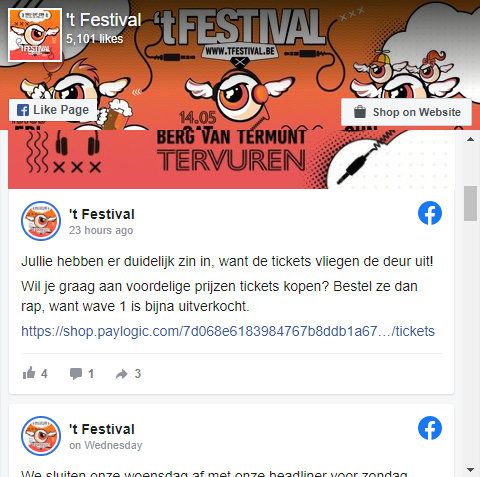 't Festival
5,101 likes
'tFESTIVAL
WWW.TFESTIVAL.BE
'tFESTIVAL
Like Page
14.05
Shop on Website
BERG VAN TERMUNT
TERVUREN
't Festival
23 hours ago
Jullie hebben er duidelijk zin in, want de tickets vliegen de deur uit!
Wil je graag aan voordelige prijzen tickets kopen? Bestel ze dan
rap, want wave 1 is bijna uitverkocht.
https://shop.paylogic.com/7d068e6183984767b8ddb1a67…/tickets
4
1
3
't Festival
on Wednesday
We sluiten onze woensdag af met onze headliner voor zondag